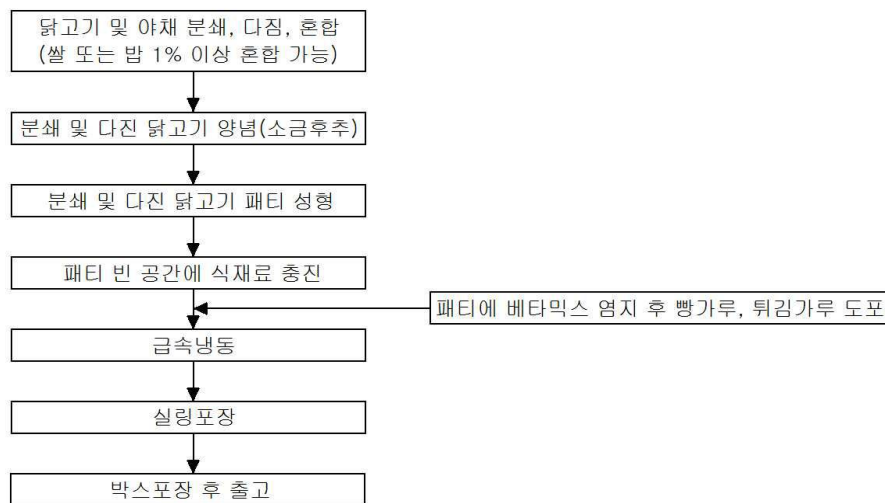 닭고기 및 야채 분쇄, 다짐, 혼합
(쌀 또는 밥 1% 이상 혼합 가능)
분쇄 및 다진 닭고기 양념(소금후추)
분쇄 및 다진 닭고기 패티 성형
패티 빈 공간에 식재료 충진
패티에 베타믹스 염지 후 빵가루, 튀김가루 도포
급속냉동
실링포장
박스포장 후 출고